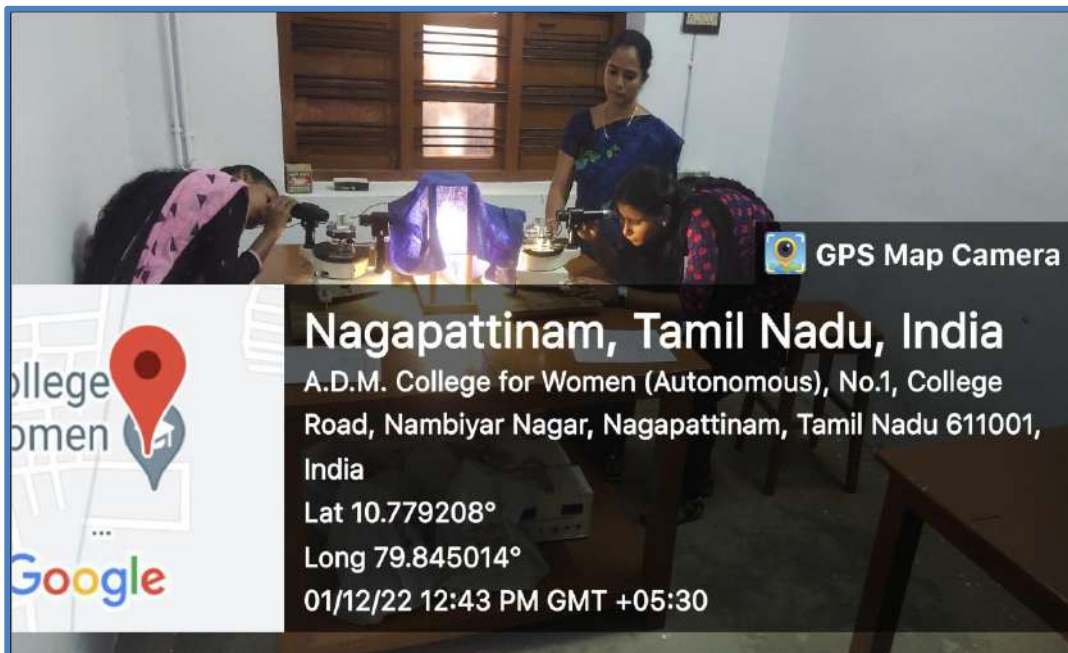 GPS Map Camera
Nagapattinam, Tamil Nadu, India
A.D.M. College for Women (Autonomous), No.1, College
Road, Nambiyar Nagar, Nagapattinam, Tamil Nadu 611001,
India
Lat 10.779208°
Long 79.845014°
01/12/22 12:43 PM GMT +05:30
ollege
omen
...
Google